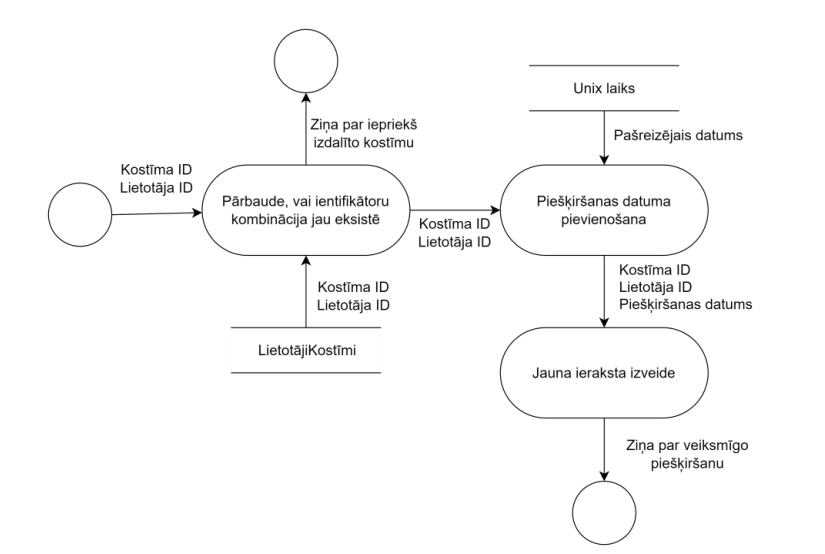 Ziņa par iepriekš
izdalīto kostīmu
Unix laiks
Pašreizējais datums
Kostīma ID
Lietotāja ID
Pārbaude, vai ientifikātoru
kombinācija jau eksistē
Kostīma ID
Lietotāja ID
Piešķiršanas datuma
pievienošana
Kostīma ID
Lietotāja ID
LietotājiKostīmi
Kostīma ID
Lietotāja ID
Piešķiršanas datums
Jauna ieraksta izveide
Ziņa par veiksmīgo
piešķiršanu